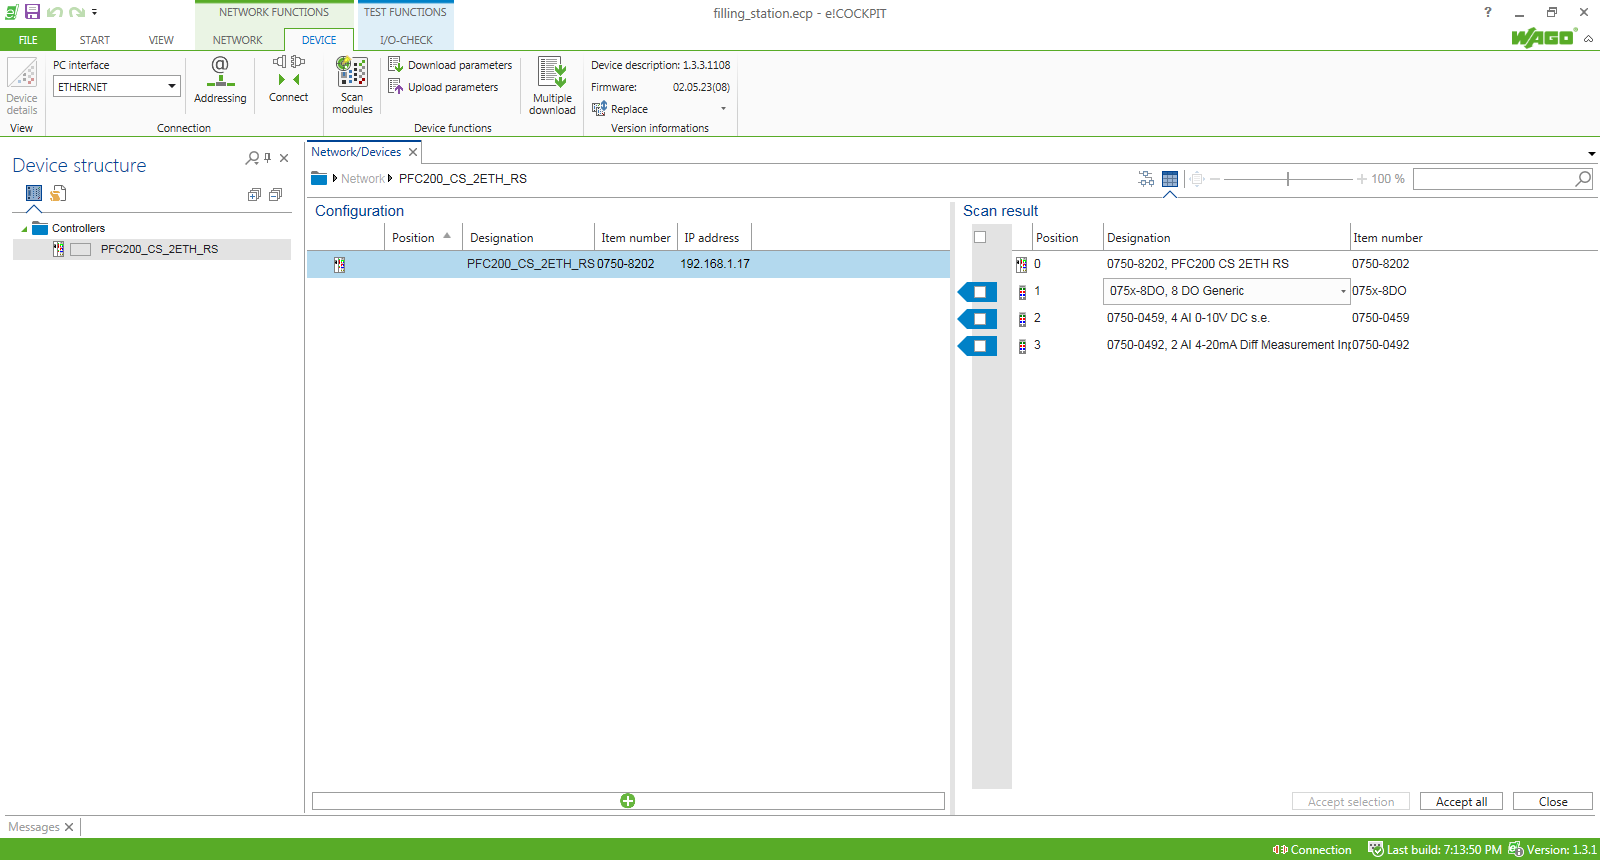 NETWORK FUNCTIONS TEST FUNCTIONS filling_station.ecp - e!COCKPIT ?
FILE START VIEW NETWORK DEVICE I/O-CHECK WAGO
PC interface
ETHERNET
Device details
View
Addressing
Connect
Connection
Scan modules
Download parameters
Upload parameters
Device functions
Multiple download
Device description: 1.3.3.1108
Firmware: 02.05.23(08)
Replace
Version informations
Device structure
Controllers
PFC200_CS_2ETH_RS
Network/Devices
Network PFC200_CS_2ETH_RS
100 %
Configuration
Position Designation Item number IP address
PFC200_CS_2ETH_RS 0750-8202 192.168.1.17
Scan result
Position Designation Item number
0 0750-8202, PFC200 CS 2ETH RS 0750-8202
1 075x-8DO, 8 DO Generic 075x-8DO
2 0750-0459, 4 AI 0-10V DC s.e. 0750-0459
3 0750-0492, 2 AI 4-20mA Diff Measurement Inp 0750-0492
Accept selection Accept all Close
Messages
Connection Last build: 7:13:50 PM Version: 1.3.1